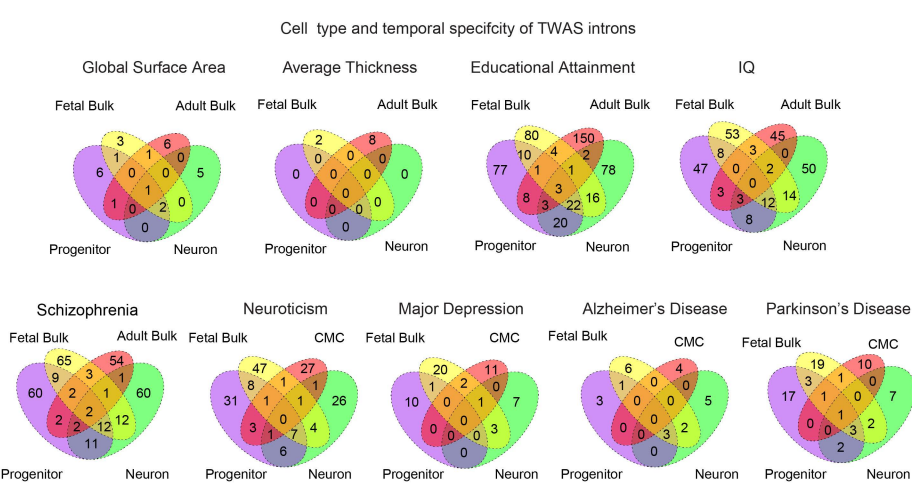 Cell type and temporal specifcity of TWAS introns
Global Surface Area
Fetal Bulk Adult Bulk
3 6
1 1 0
6 0 0 5
1
1 0 2 0
0
Progenitor Neuron
Average Thickness
Fetal Bulk Adult Bulk
2 8
0 0 0
0 0 0 0
0
0 0 0 0
0
Progenitor Neuron
Educational Attainment
Fetal Bulk Adult Bulk
80 150
10 4 2
77 1 1 78
3
8 3 22 16
20
Progenitor Neuron
IQ
Fetal Bulk Adult Bulk
53 45
8 3 0
47 0 2 50
0
3 3 12 14
8
Progenitor Neuron
Schizophrenia
Fetal Bulk Adult Bulk
65 54
9 3 1
60 2 1 60
2
2 2 12 12
11
Progenitor Neuron
Neuroticism
Fetal Bulk CMC
47 27
8 1 1
31 1 1 26
0
3 1 7 4
6
Progenitor Neuron
Major Depression
Fetal Bulk CMC
20 11
1 2 0
10 0 1 7
0
0 0 0 3
0
Progenitor Neuron
Alzheimer's Disease
Fetal Bulk CMC
6 4
1 0 0
3 0 0 5
0
0 0 3 2
0
Progenitor Neuron
Parkinson's Disease
Fetal Bulk CMC
19 10
3 1 0
17 1 0 7
1
0 0 3 2
2
Progenitor Neuron